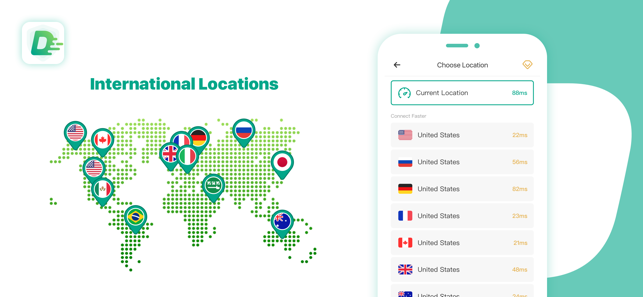 D
International Locations
Choose Location
Current Location 88ms
Connect Faster
United States 23ms
United States 56ms
United States 82ms
United States 23ms
United States 21ms
United States 48ms
United States